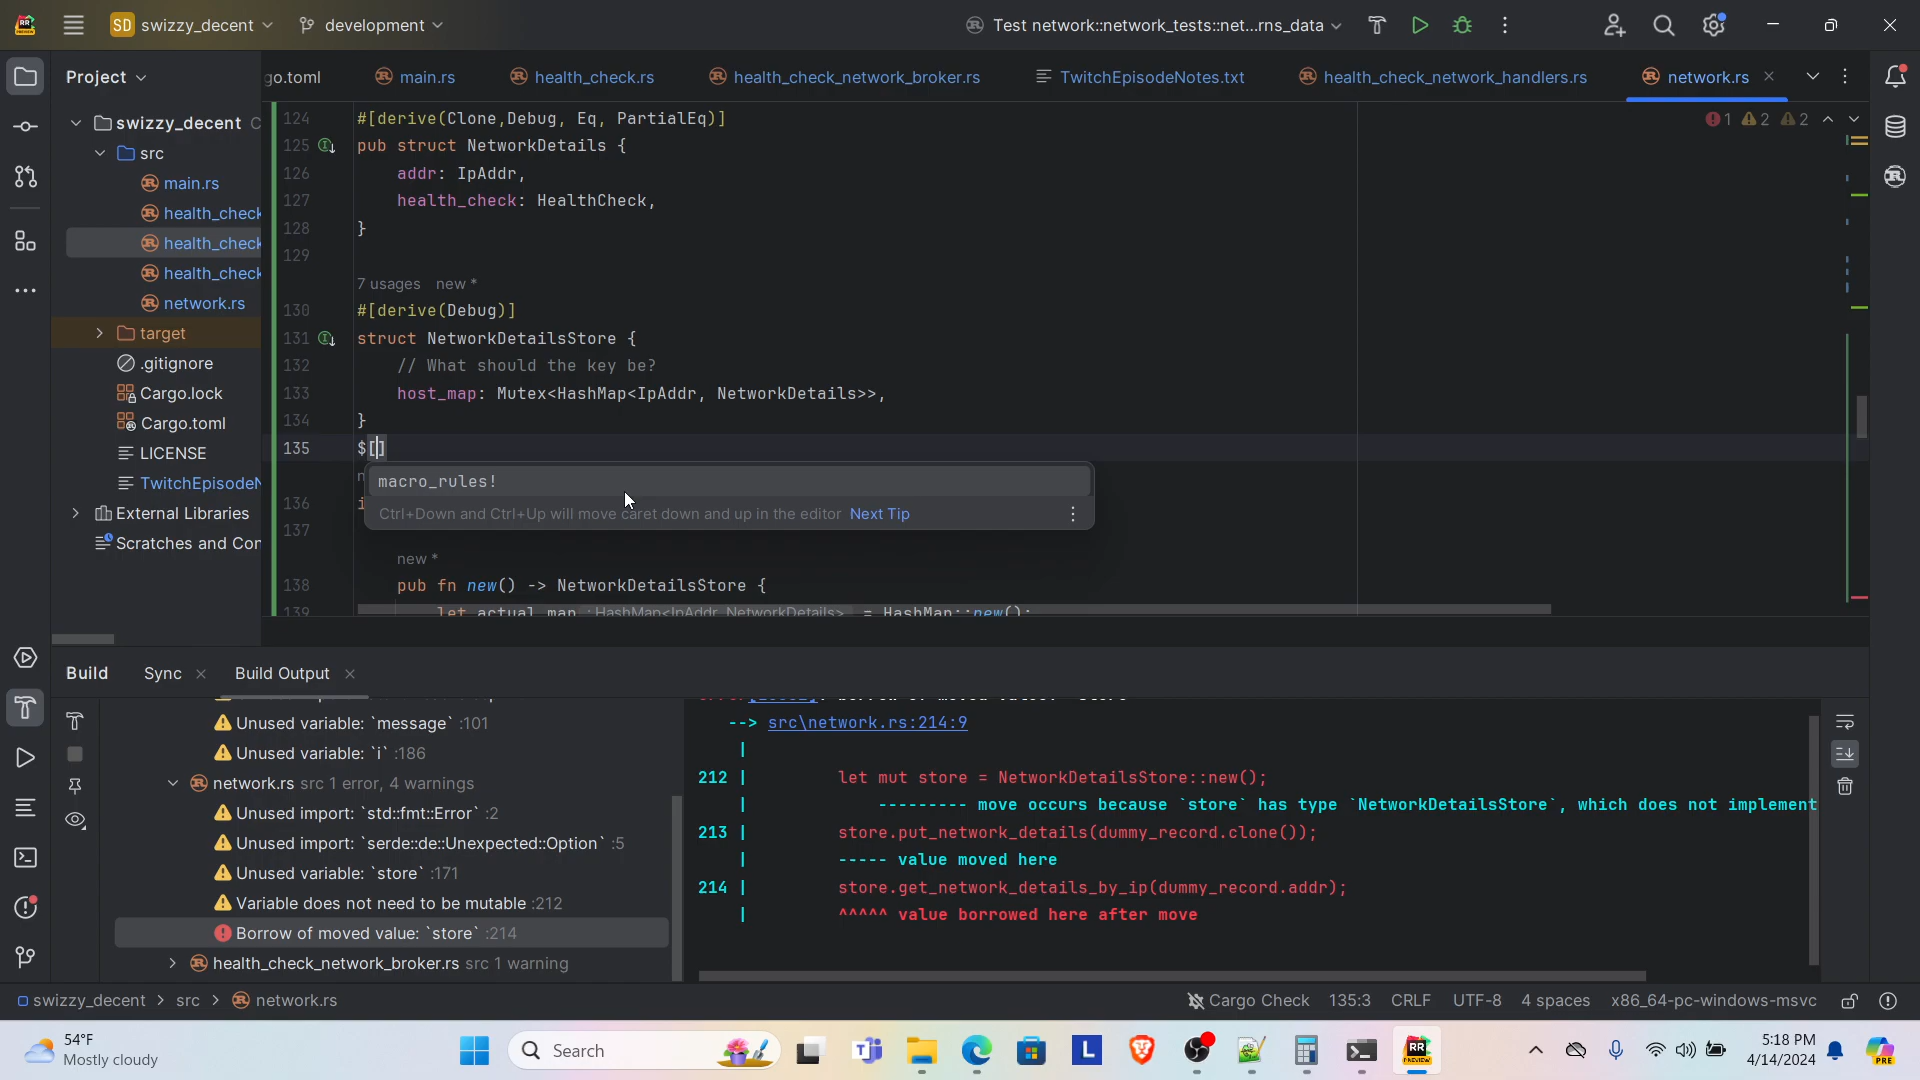 SD swizzy_decent
development
Test network::network_tests::net...rns_data
Project
go.toml
main.rs
health_check.rs
health_check_network_broker.rs
TwitchEpisodeNotes.txt
health_check_network_handlers.rs
network.rs
swizzy_decent
src
main.rs
health_check
health_check
health_check
network.rs
target
.gitignore
Cargo.lock
Cargo.toml
LICENSE
TwitchEpisodeN
External Libraries
Scratches and Con
1 2 2
124 #[derive(Clone,Debug, Eq, PartialEq)]
125 pub struct NetworkDetails {
126 addr: IpAddr,
127 health_check: HealthCheck,
128 }
129
7 usages new *
130 #[derive(Debug)]
131 struct NetworkDetailsStore {
132 // What should the key be?
133 host_map: Mutex<HashMap<IpAddr, NetworkDetails>>,
134 }
135 $[]
macro_rules!
136 i
Ctrl+Down and Ctrl+Up will move caret down and up in the editor Next Tip
137
new *
138 pub fn new() -> NetworkDetailsStore {
139 let actual_map : HashMap<IpAddr, NetworkDetails> = HashMap::new();
Build
Sync
Build Output
Unused variable: `message` :101
Unused variable: `i` :186
network.rs src 1 error, 4 warnings
Unused import: `std::fmt::Error` :2
Unused import: `serde::de::Unexpected::Option` :5
Unused variable: `store` :171
Variable does not need to be mutable :212
Borrow of moved value: `store` :214
health_check_network_broker.rs src 1 warning
--> src\network.rs:214:9
|
212 | let mut store = NetworkDetailsStore::new();
| --------- move occurs because `store` has type `NetworkDetailsStore`, which does not implement
213 | store.put_network_details(dummy_record.clone());
| ----- value moved here
214 | store.get_network_details_by_ip(dummy_record.addr);
| ^^^^^ value borrowed here after move
swizzy_decent > src > network.rs
Cargo Check 135:3 CRLF UTF-8 4 spaces x86_64-pc-windows-msvc
54°F
Mostly cloudy
Search
5:18 PM
4/14/2024